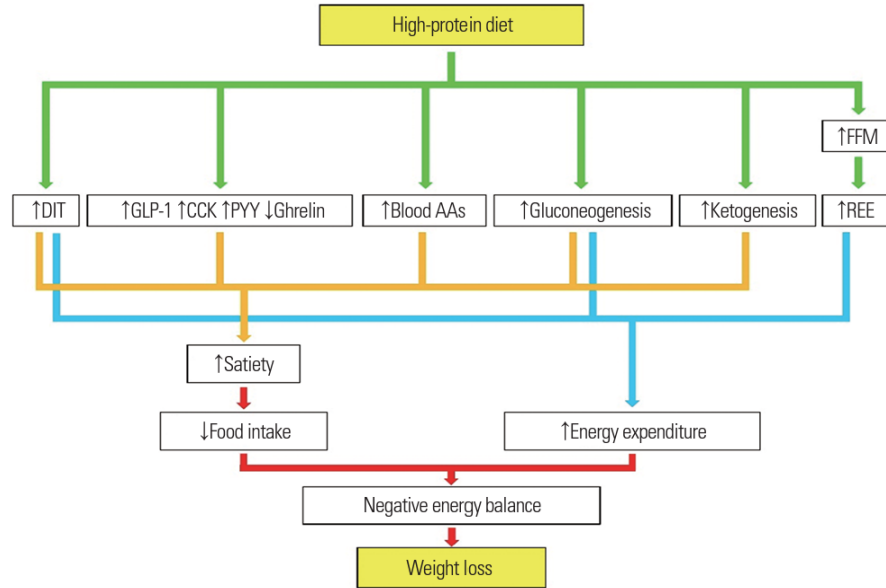 High-protein diet
↑FFM
↑DIT
↑GLP-1 ↑CCK ↑PYY ↓Ghrelin
↑Blood AAs
↑Gluconeogenesis
↑Ketogenesis
↑REE
↑Satiety
↓Food intake
↑Energy expenditure
Negative energy balance
Weight loss